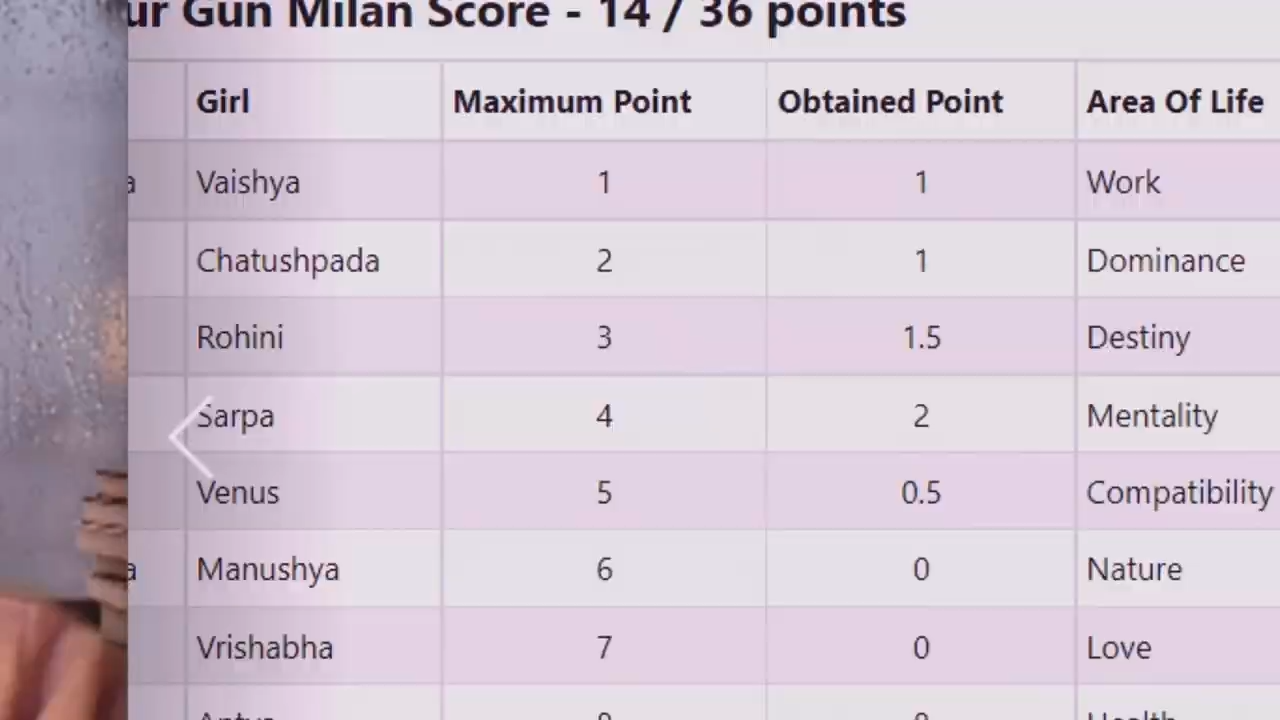 ur Gun Milan Score - 14 / 36 points
Girl Maximum Point Obtained Point Area Of Life
a Vaishya 1 1 Work
Chatushpada 2 1 Dominance
Rohini 3 1.5 Destiny
Sarpa 4 2 Mentality
Venus 5 0.5 Compatibility
a Manushya 6 0 Nature
Vrishabha 7 0 Love